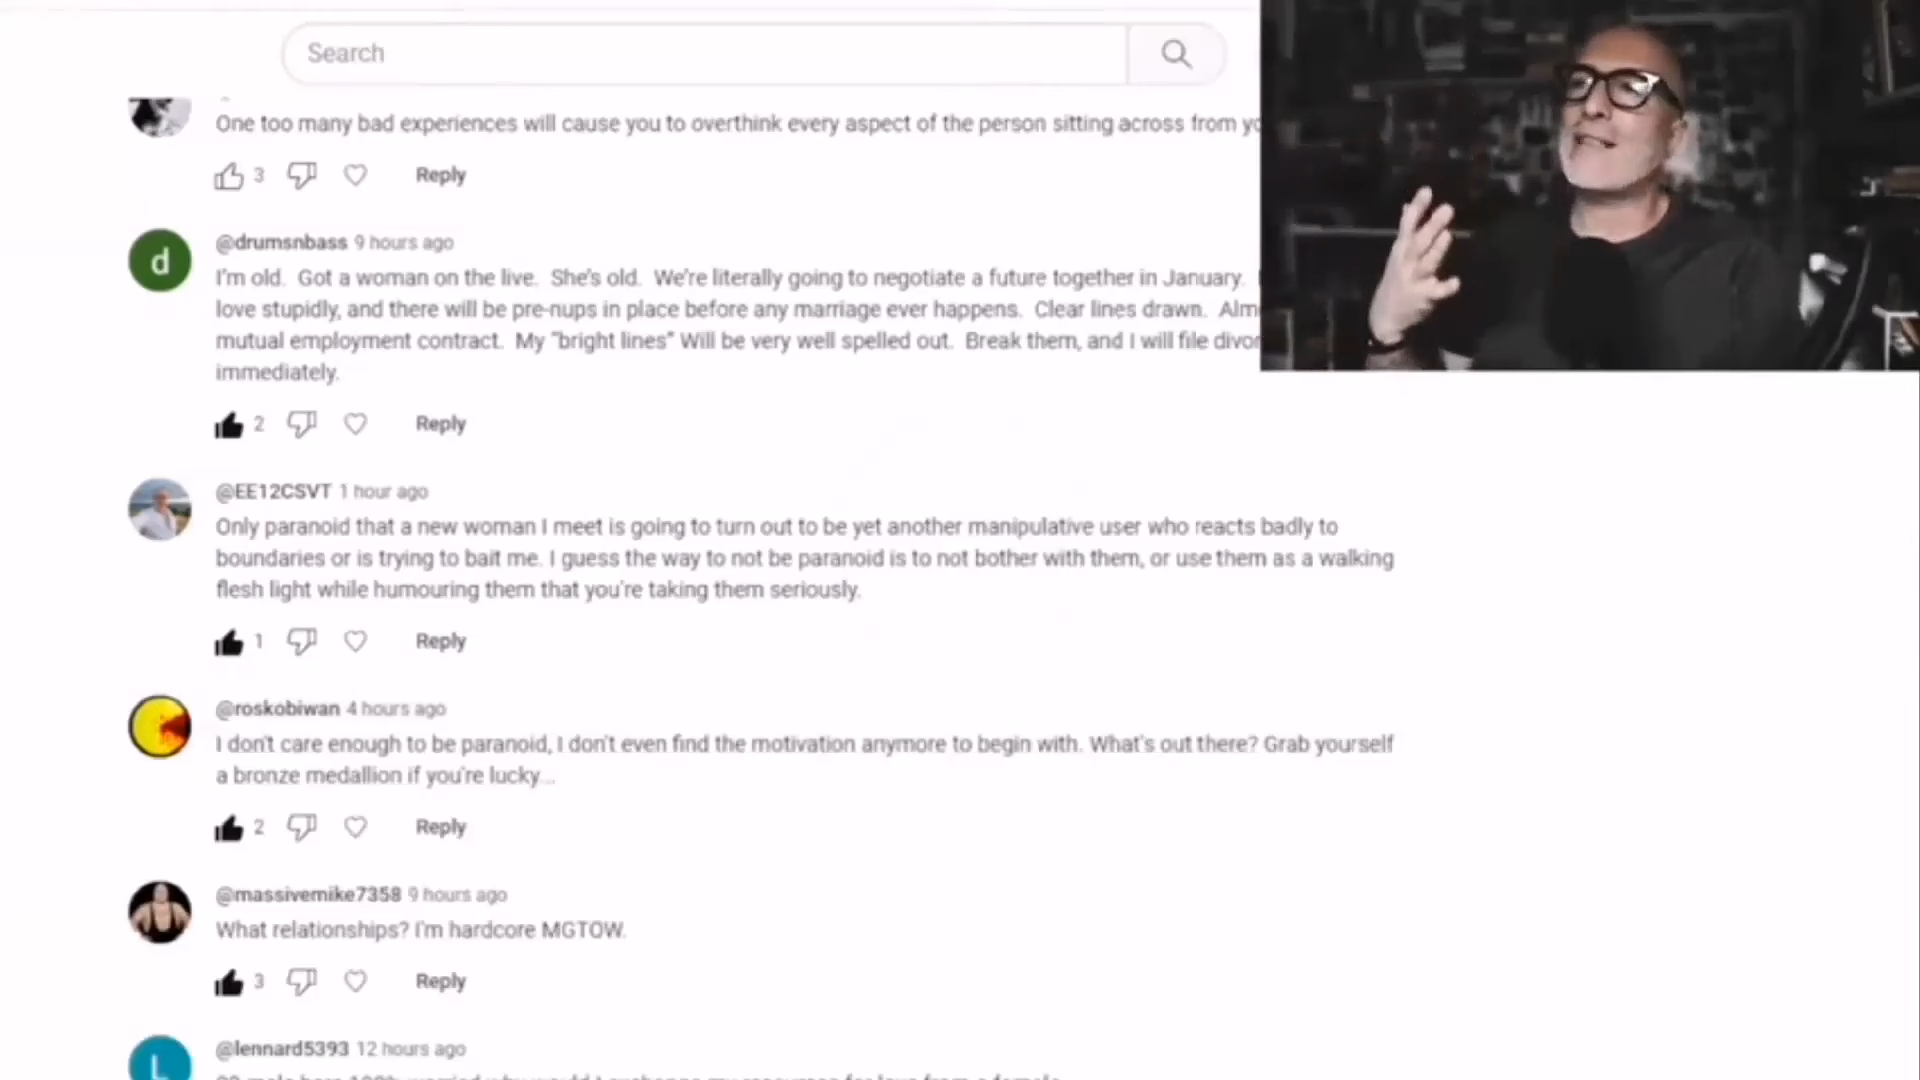 Search
One too many bad experiences will cause you to overthink every aspect of the person sitting across from
3 Reply
d
@drumsnbass 9 hours ago
I'm old. Got a woman on the live. She's old. We're literally going to negotiate a future together in January.
love stupidly, and there will be pre-nups in place before any marriage ever happens. Clear lines drawn.
mutual employment contract. My "bright lines" Will be very well spelled out. Break them, and I will file
immediately.
2 Reply
@EE12CSVT 1 hour ago
Only paranoid that a new woman I meet is going to turn out to be yet another manipulative user who reacts badly to
boundaries or is trying to bait me. I guess the way to not be paranoid is to not bother with them, or use them as a walking
flesh light while humouring them that you're taking them seriously.
1 Reply
@roskobiwan 4 hours ago
I don't care enough to be paranoid, I don't even find the motivation anymore to begin with. What's out there? Grab yourself
a bronze medallion if you're lucky...
2 Reply
@massivemike7358 9 hours ago
What relationships? I'm hardcore MGTOW.
3 Reply
L
@lennard5393 12 hours ago